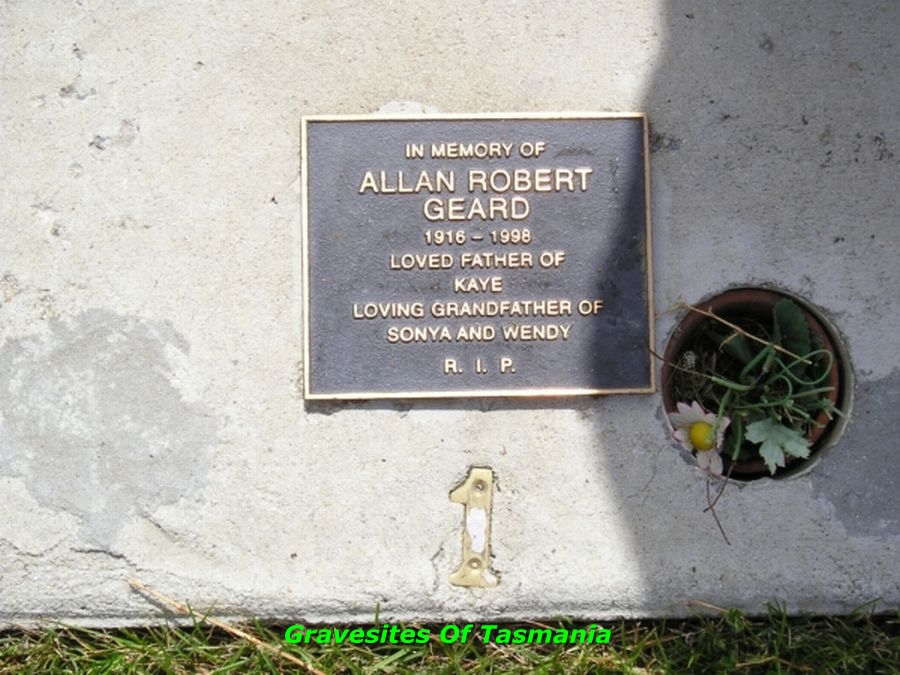 IN MEMORY OF
ALLAN ROBERT
GEARD
1916 – 1998
LOVED FATHER OF
KAYE
LOVING GRANDFATHER OF
SONYA AND WENDY
R. I. P.
1
Gravesites Of Tasmania